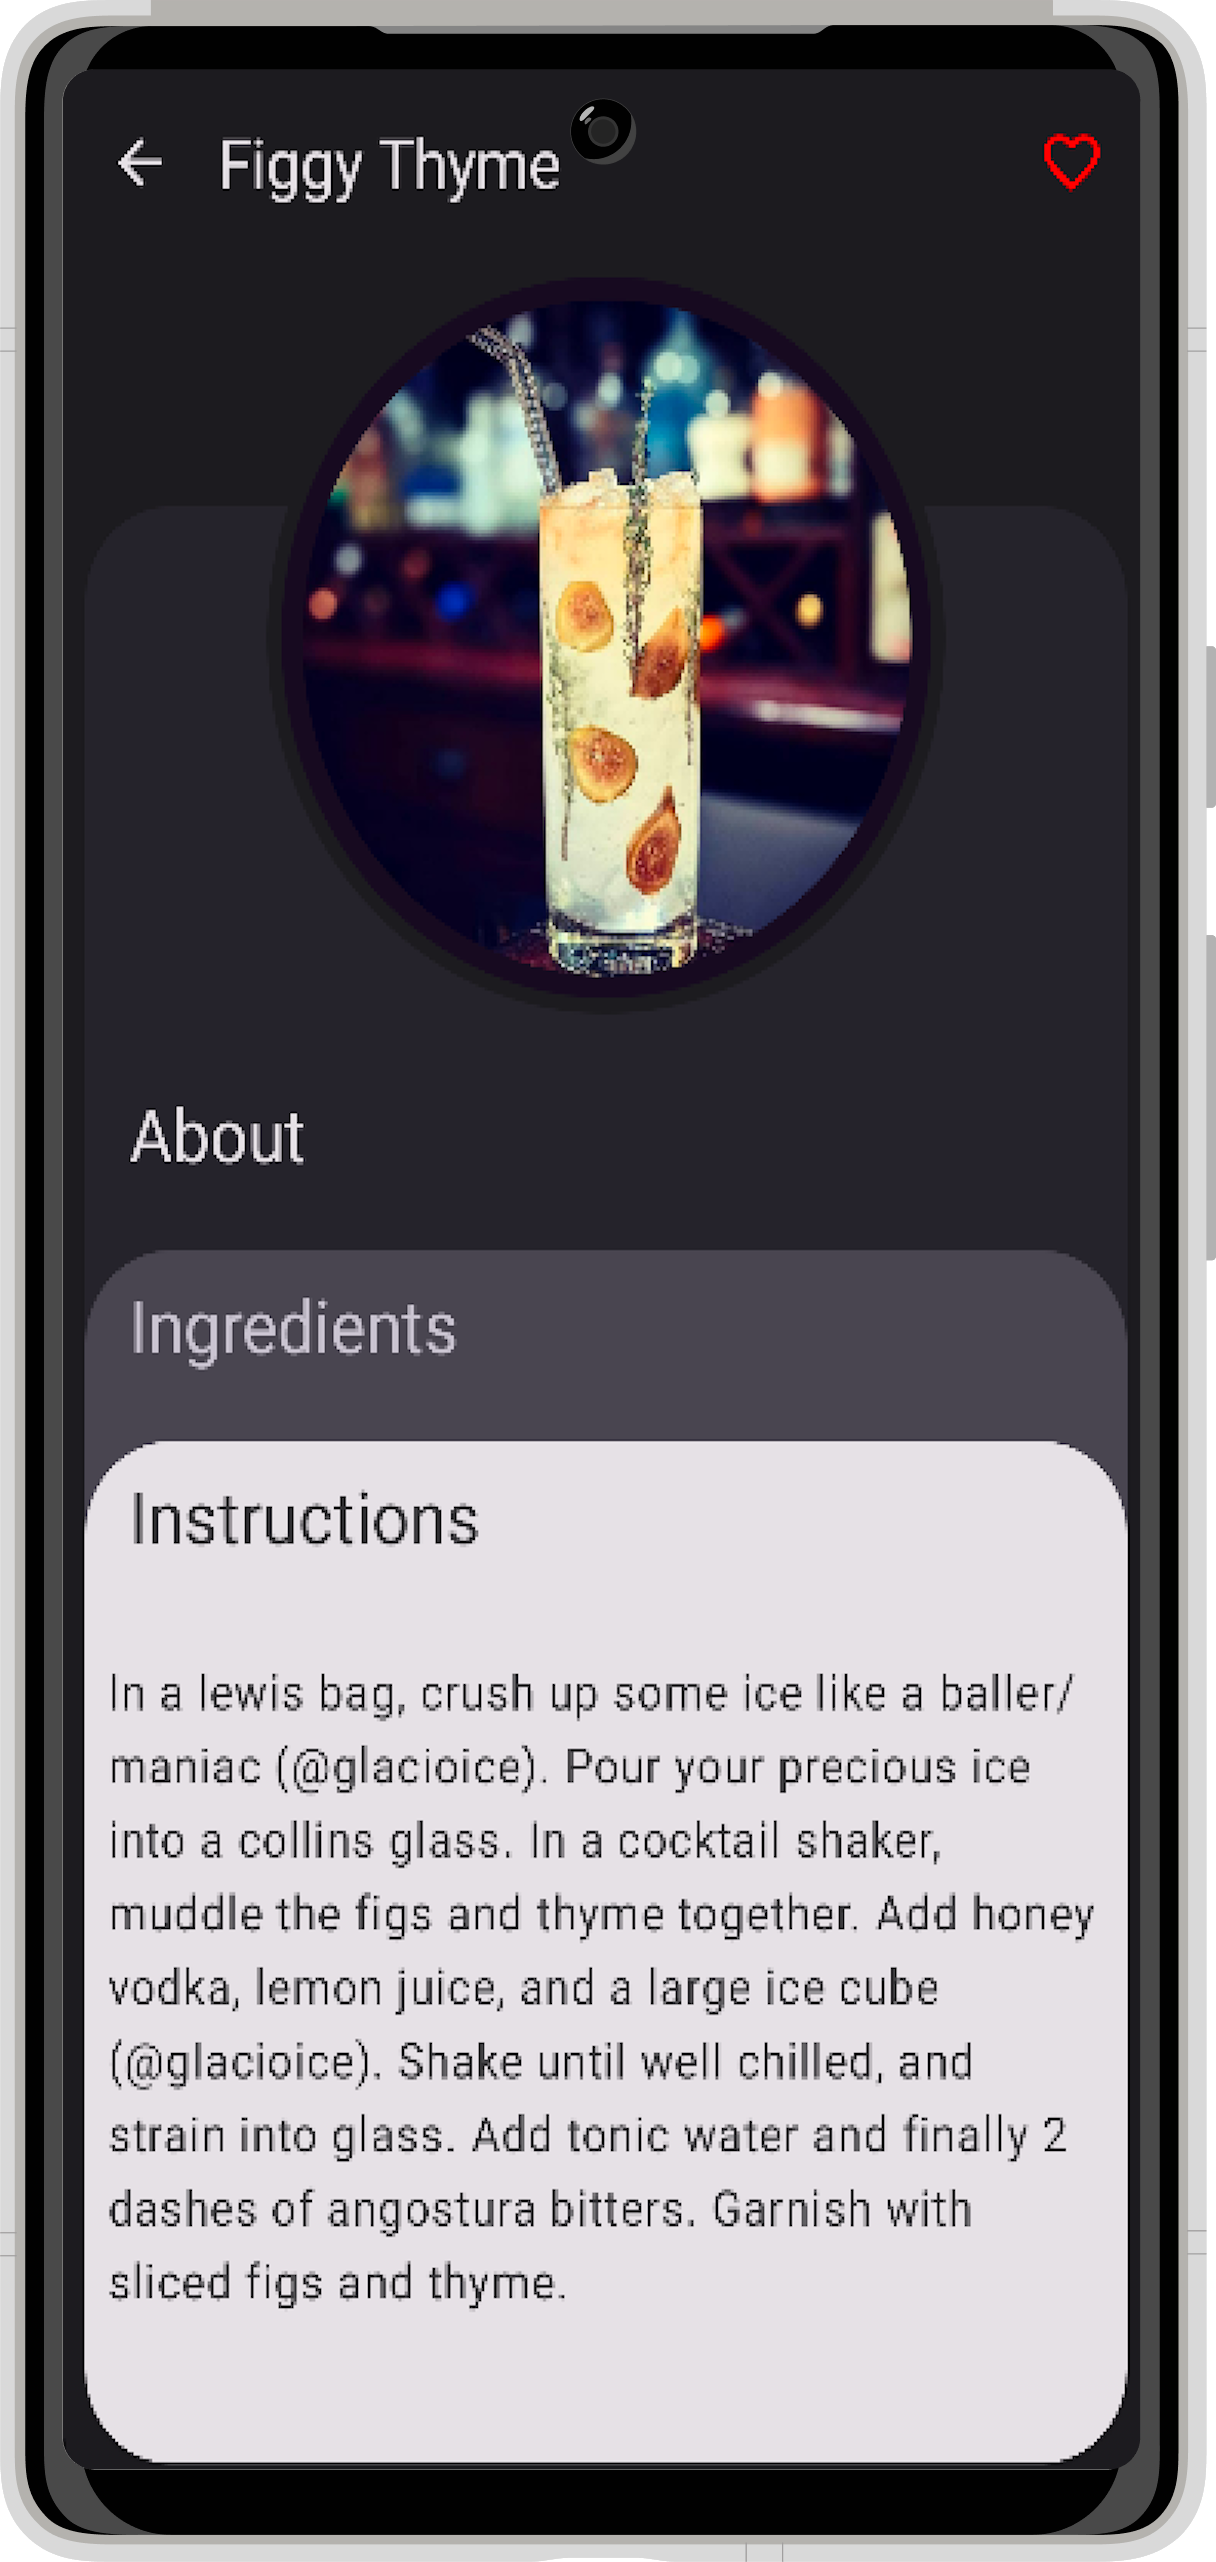 Figgy Thyme
About
Ingredients
Instructions
In a lewis bag, crush up some ice like a baller/
maniac (@glacioice). Pour your precious ice
into a collins glass. In a cocktail shaker,
muddle the figs and thyme together. Add honey
vodka, lemon juice, and a large ice cube
(@glacioice). Shake until well chilled, and
strain into glass. Add tonic water and finally 2
dashes of angostura bitters. Garnish with
sliced figs and thyme.